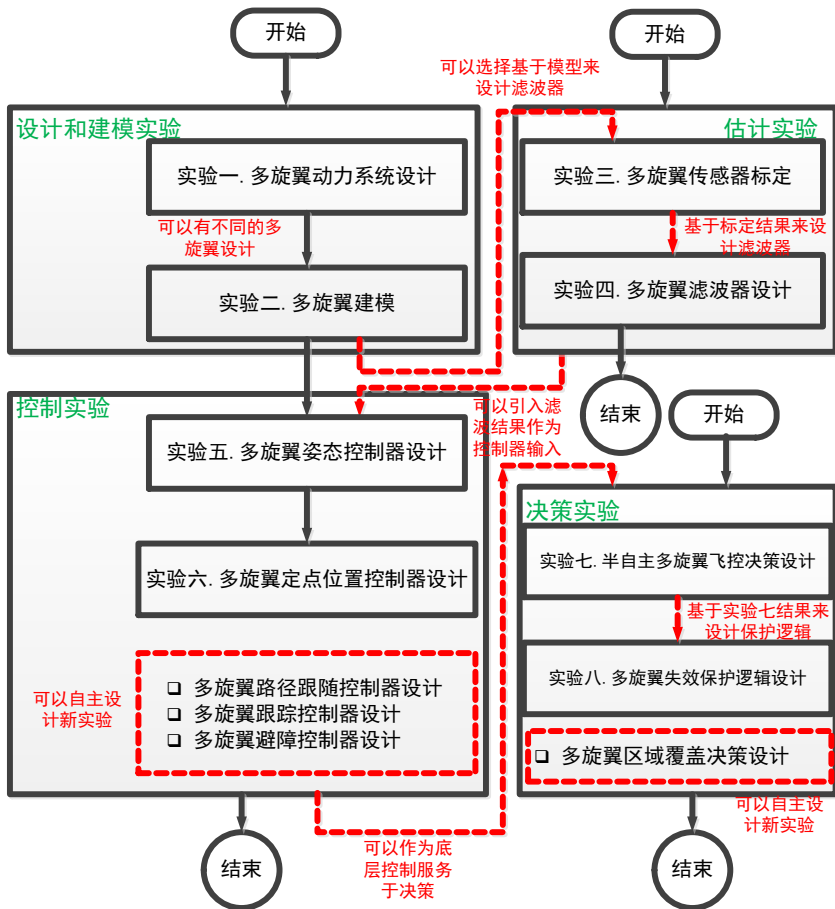 开始
设计和建模实验
实验一. 多旋翼动力系统设计
可以有不同的多
旋翼设计
实验二. 多旋翼建模
可以选择基于模型来
设计滤波器
开始
估计实验
实验三. 多旋翼传感器标定
基于标定结果来设
计滤波器
实验四. 多旋翼滤波器设计
结束
控制实验
可以引入滤
波结果作为
控制器输入
实验五. 多旋翼姿态控制器设计
实验六. 多旋翼定点位置控制器设计
可以自主设
计新实验
❑ 多旋翼路径跟随控制器设计
❑ 多旋翼跟踪控制器设计
❑ 多旋翼避障控制器设计
结束
可以作为底
层控制服务
于决策
开始
决策实验
实验七. 半自主多旋翼飞控决策设计
基于实验七结果来
设计保护逻辑
实验八. 多旋翼失效保护逻辑设计
❑ 多旋翼区域覆盖决策设计
可以自主设
计新实验
结束